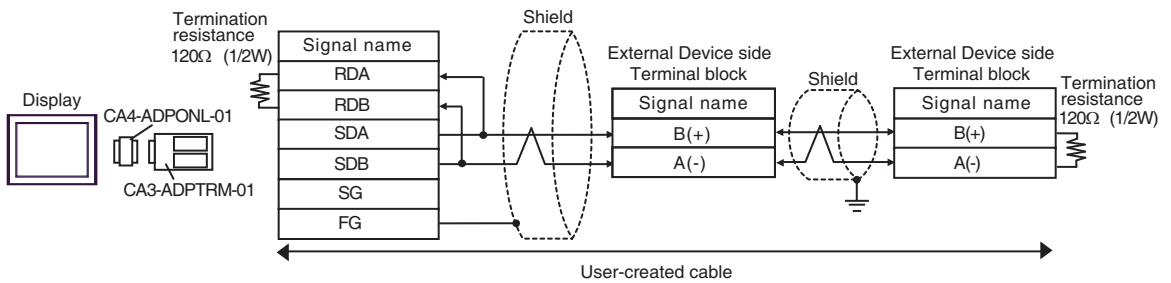 Display
CA4-ADPONL-01
CA3-ADPTRM-01
Termination
resistance
120Ω (1/2W)
Signal name
RDA
RDB
SDA
SDB
SG
FG
Shield
External Device side
Terminal block
Signal name
B(+)
A(-)
Shield
External Device side
Terminal block
Signal name
B(+)
A(-)
Termination
resistance
120Ω (1/2W)
User-created cable